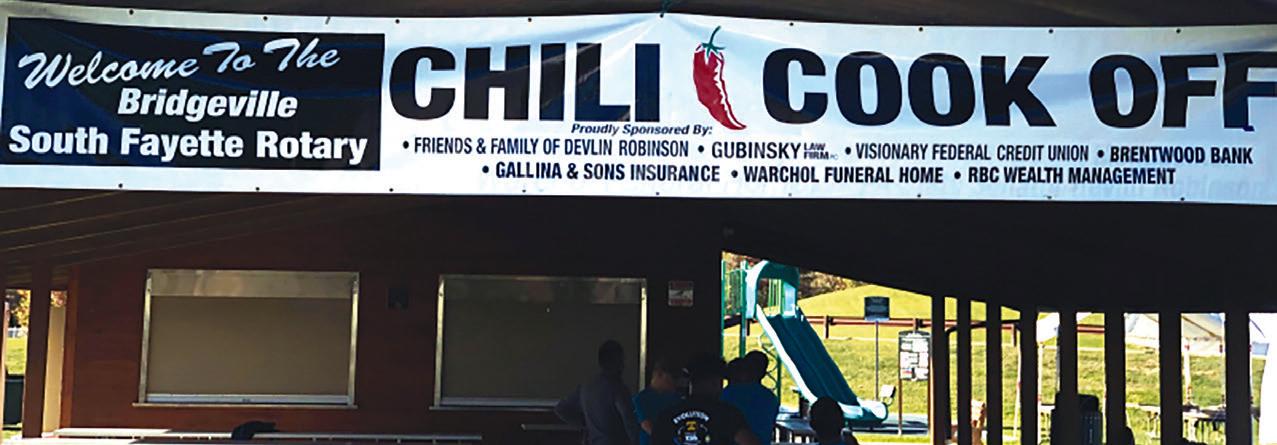 Welcome To The
Bridgeville
South Fayette Rotary
CHILI COOK OFF
Proudly Sponsored By:
• FRIENDS & FAMILY OF DEVLIN ROBINSON • GUBINSKY LAW FIRM PC • VISIONARY FEDERAL CREDIT UNION • BRENTWOOD BANK
• GALLINA & SONS INSURANCE • WARCHOL FUNERAL HOME • RBC WEALTH MANAGEMENT